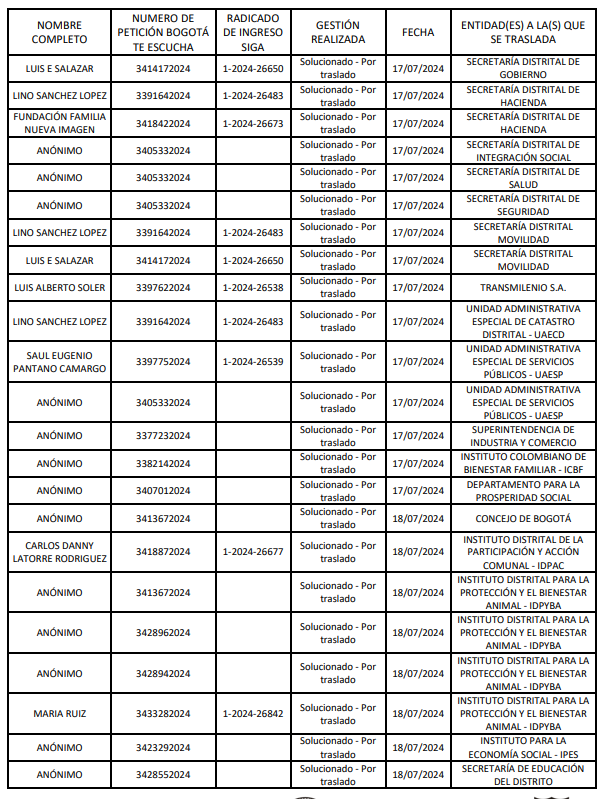 NOMBRE COMPLETO | NUMERO DE PETICIÓN BOGOTÁ TE ESCUCHA | RADICADO DE INGRESO SIGA | GESTIÓN REALIZADA | FECHA | ENTIDAD(ES) A LA(S) QUE SE TRASLADA
LUIS E SALAZAR | 3414172024 | 1-2024-26650 | Solucionado - Por traslado | 17/07/2024 | SECRETARÍA DISTRITAL DE GOBIERNO
LINO SANCHEZ LOPEZ | 3391642024 | 1-2024-26483 | Solucionado - Por traslado | 17/07/2024 | SECRETARÍA DISTRITAL DE HACIENDA
FUNDACIÓN FAMILIA NUEVA IMAGEN | 3418422024 | 1-2024-26673 | Solucionado - Por traslado | 17/07/2024 | SECRETARÍA DISTRITAL DE HACIENDA
ANÓNIMO | 3405332024 | | Solucionado - Por traslado | 17/07/2024 | SECRETARÍA DISTRITAL DE INTEGRACIÓN SOCIAL
ANÓNIMO | 3405332024 | | Solucionado - Por traslado | 17/07/2024 | SECRETARÍA DISTRITAL DE SALUD
ANÓNIMO | 3405332024 | | Solucionado - Por traslado | 17/07/2024 | SECRETARÍA DISTRITAL DE SEGURIDAD
LINO SANCHEZ LOPEZ | 3391642024 | 1-2024-26483 | Solucionado - Por traslado | 17/07/2024 | SECRETARÍA DISTRITAL MOVILIDAD
LUIS E SALAZAR | 3414172024 | 1-2024-26650 | Solucionado - Por traslado | 17/07/2024 | SECRETARÍA DISTRITAL MOVILIDAD
LUIS ALBERTO SOLER | 3397622024 | 1-2024-26538 | Solucionado - Por traslado | 17/07/2024 | TRANSMILENIO S.A.
LINO SANCHEZ LOPEZ | 3391642024 | 1-2024-26483 | Solucionado - Por traslado | 17/07/2024 | UNIDAD ADMINISTRATIVA ESPECIAL DE CATASTRO DISTRITAL - UAECD
SAUL EUGENIO PANTANO CAMARGO | 3397752024 | 1-2024-26539 | Solucionado - Por traslado | 17/07/2024 | UNIDAD ADMINISTRATIVA ESPECIAL DE SERVICIOS PÚBLICOS - UAESP
ANÓNIMO | 3405332024 | | Solucionado - Por traslado | 17/07/2024 | UNIDAD ADMINISTRATIVA ESPECIAL DE SERVICIOS PÚBLICOS - UAESP
ANÓNIMO | 3377232024 | | Solucionado - Por traslado | 17/07/2024 | SUPERINTENDENCIA DE INDUSTRIA Y COMERCIO
ANÓNIMO | 3382142024 | | Solucionado - Por traslado | 17/07/2024 | INSTITUTO COLOMBIANO DE BIENESTAR FAMILIAR - ICBF
ANÓNIMO | 3407012024 | | Solucionado - Por traslado | 17/07/2024 | DEPARTAMENTO PARA LA PROSPERIDAD SOCIAL
ANÓNIMO | 3413672024 | | Solucionado - Por traslado | 18/07/2024 | CONCEJO DE BOGOTÁ
CARLOS DANNY LATORRE RODRIGUEZ | 3418872024 | 1-2024-26677 | Solucionado - Por traslado | 18/07/2024 | INSTITUTO DISTRITAL DE LA PARTICIPACIÓN Y ACCIÓN COMUNAL - IDPAC
ANÓNIMO | 3413672024 | | Solucionado - Por traslado | 18/07/2024 | INSTITUTO DISTRITAL PARA LA PROTECCIÓN Y EL BIENESTAR ANIMAL - IDPYBA
ANÓNIMO | 3428962024 | | Solucionado - Por traslado | 18/07/2024 | INSTITUTO DISTRITAL PARA LA PROTECCIÓN Y EL BIENESTAR ANIMAL - IDPYBA
ANÓNIMO | 3428942024 | | Solucionado - Por traslado | 18/07/2024 | INSTITUTO DISTRITAL PARA LA PROTECCIÓN Y EL BIENESTAR ANIMAL - IDPYBA
MARIA RUIZ | 3433282024 | 1-2024-26842 | Solucionado - Por traslado | 18/07/2024 | INSTITUTO DISTRITAL PARA LA PROTECCIÓN Y EL BIENESTAR ANIMAL - IDPYBA
ANÓNIMO | 3423292024 | | Solucionado - Por traslado | 18/07/2024 | INSTITUTO PARA LA ECONOMÍA SOCIAL - IPES
ANÓNIMO | 3428552024 | | Solucionado - Por traslado | 18/07/2024 | SECRETARÍA DE EDUCACIÓN DEL DISTRITO